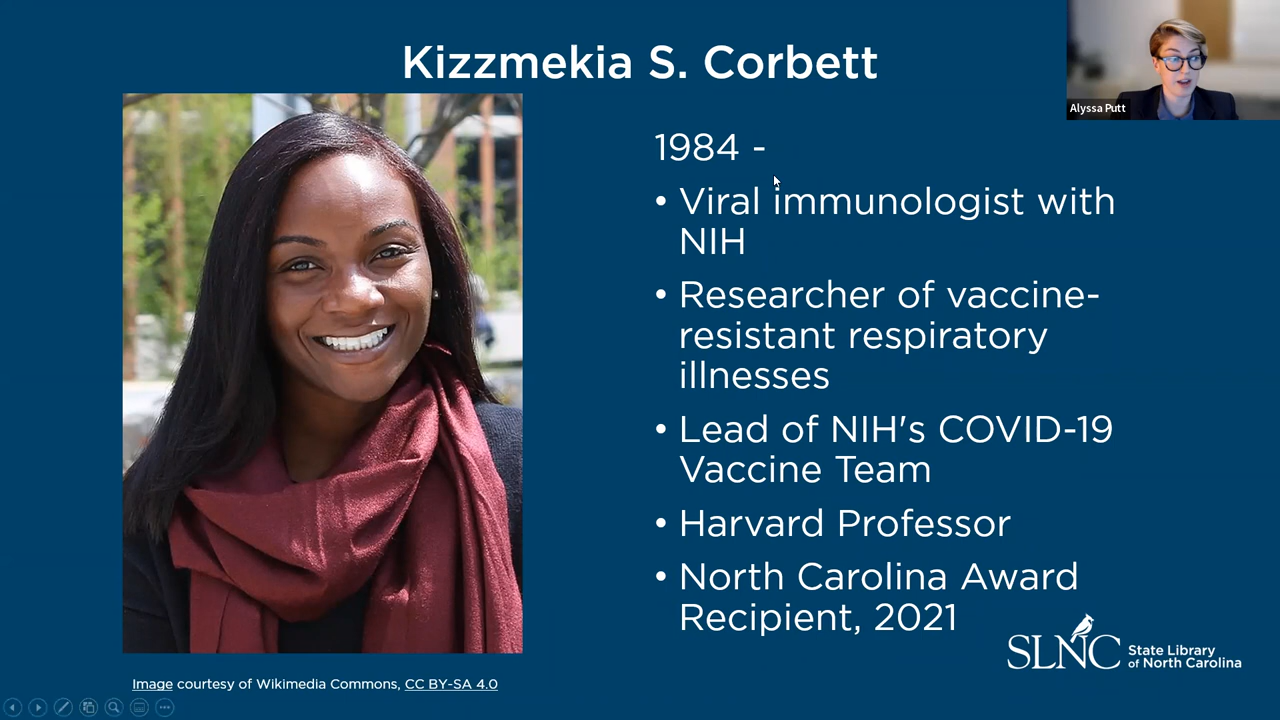 Kizzmekia S. Corbett
Alyssa Putt
1984 -
• Viral immunologist with
NIH
• Researcher of vaccine-
resistant respiratory
illnesses
• Lead of NIH's COVID-19
Vaccine Team
• Harvard Professor
• North Carolina Award
Recipient, 2021
SLNC State Library
of North Carolina
Image courtesy of Wikimedia Commons, CC BY-SA 4.0